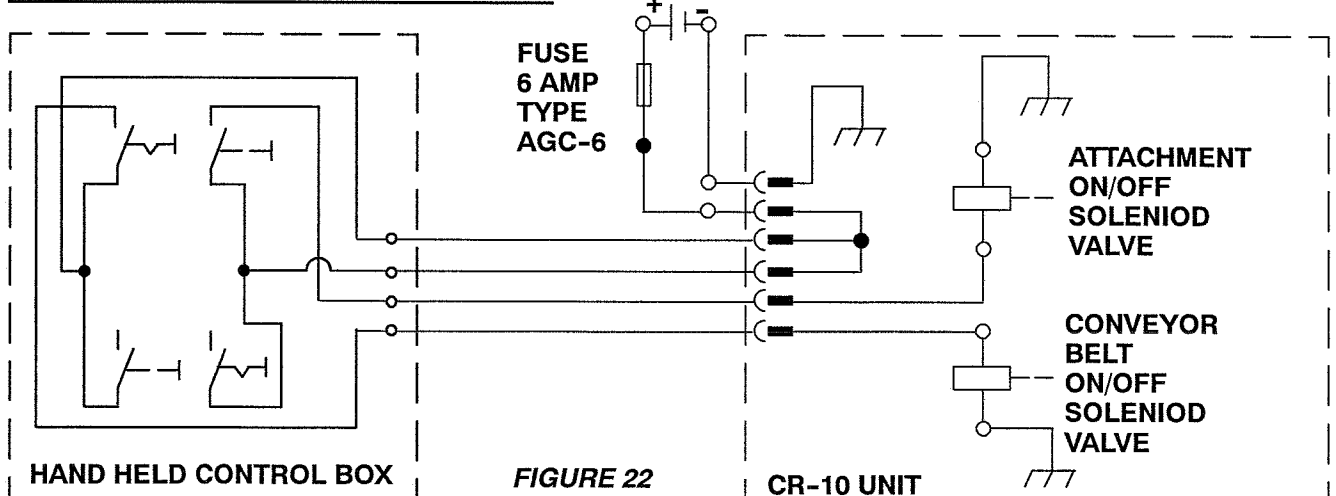 + -
FUSE
6 AMP
TYPE
AGC-6
ATTACHMENT
ON/OFF
SOLENIOD
VALVE
CONVEYOR
BELT
ON/OFF
SOLENIOD
VALVE
HAND HELD CONTROL BOX
FIGURE 22
CR-10 UNIT